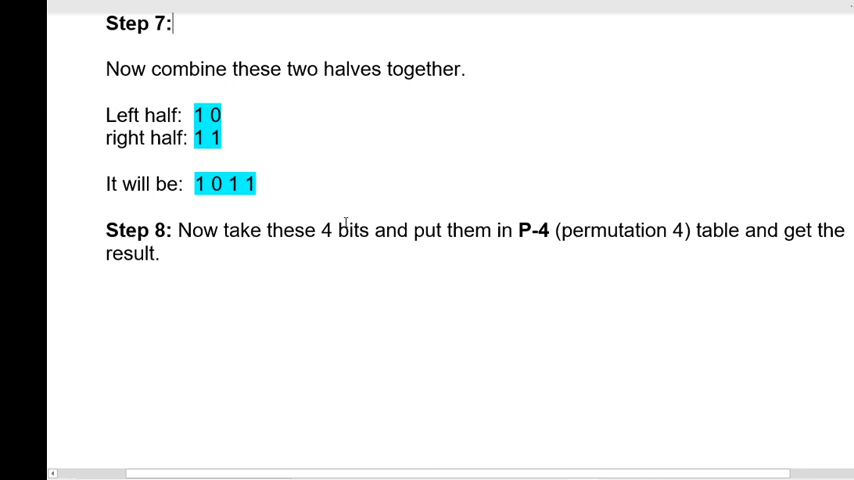 Step 7:
Now combine these two halves together.
Left half: 1 0
right half: 1 1
It will be: 1 0 1 1
Step 8: Now take these 4 bits and put them in P-4 (permutation 4) table and get the
result.